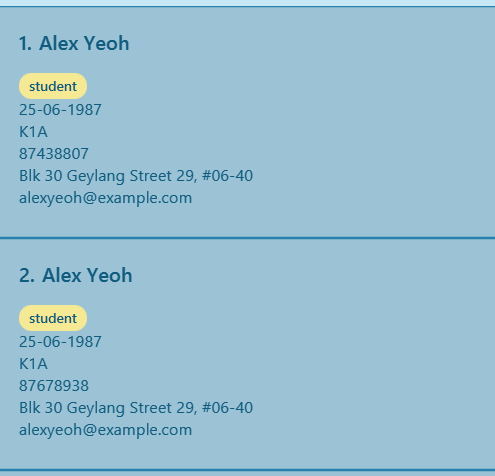 1. Alex Yeoh
student
25-06-1987
K1A
87438807
Blk 30 Geylang Street 29, #06-40
alexyeoh@example.com
2. Alex Yeoh
student
25-06-1987
K1A
87678938
Blk 30 Geylang Street 29, #06-40
alexyeoh@example.com